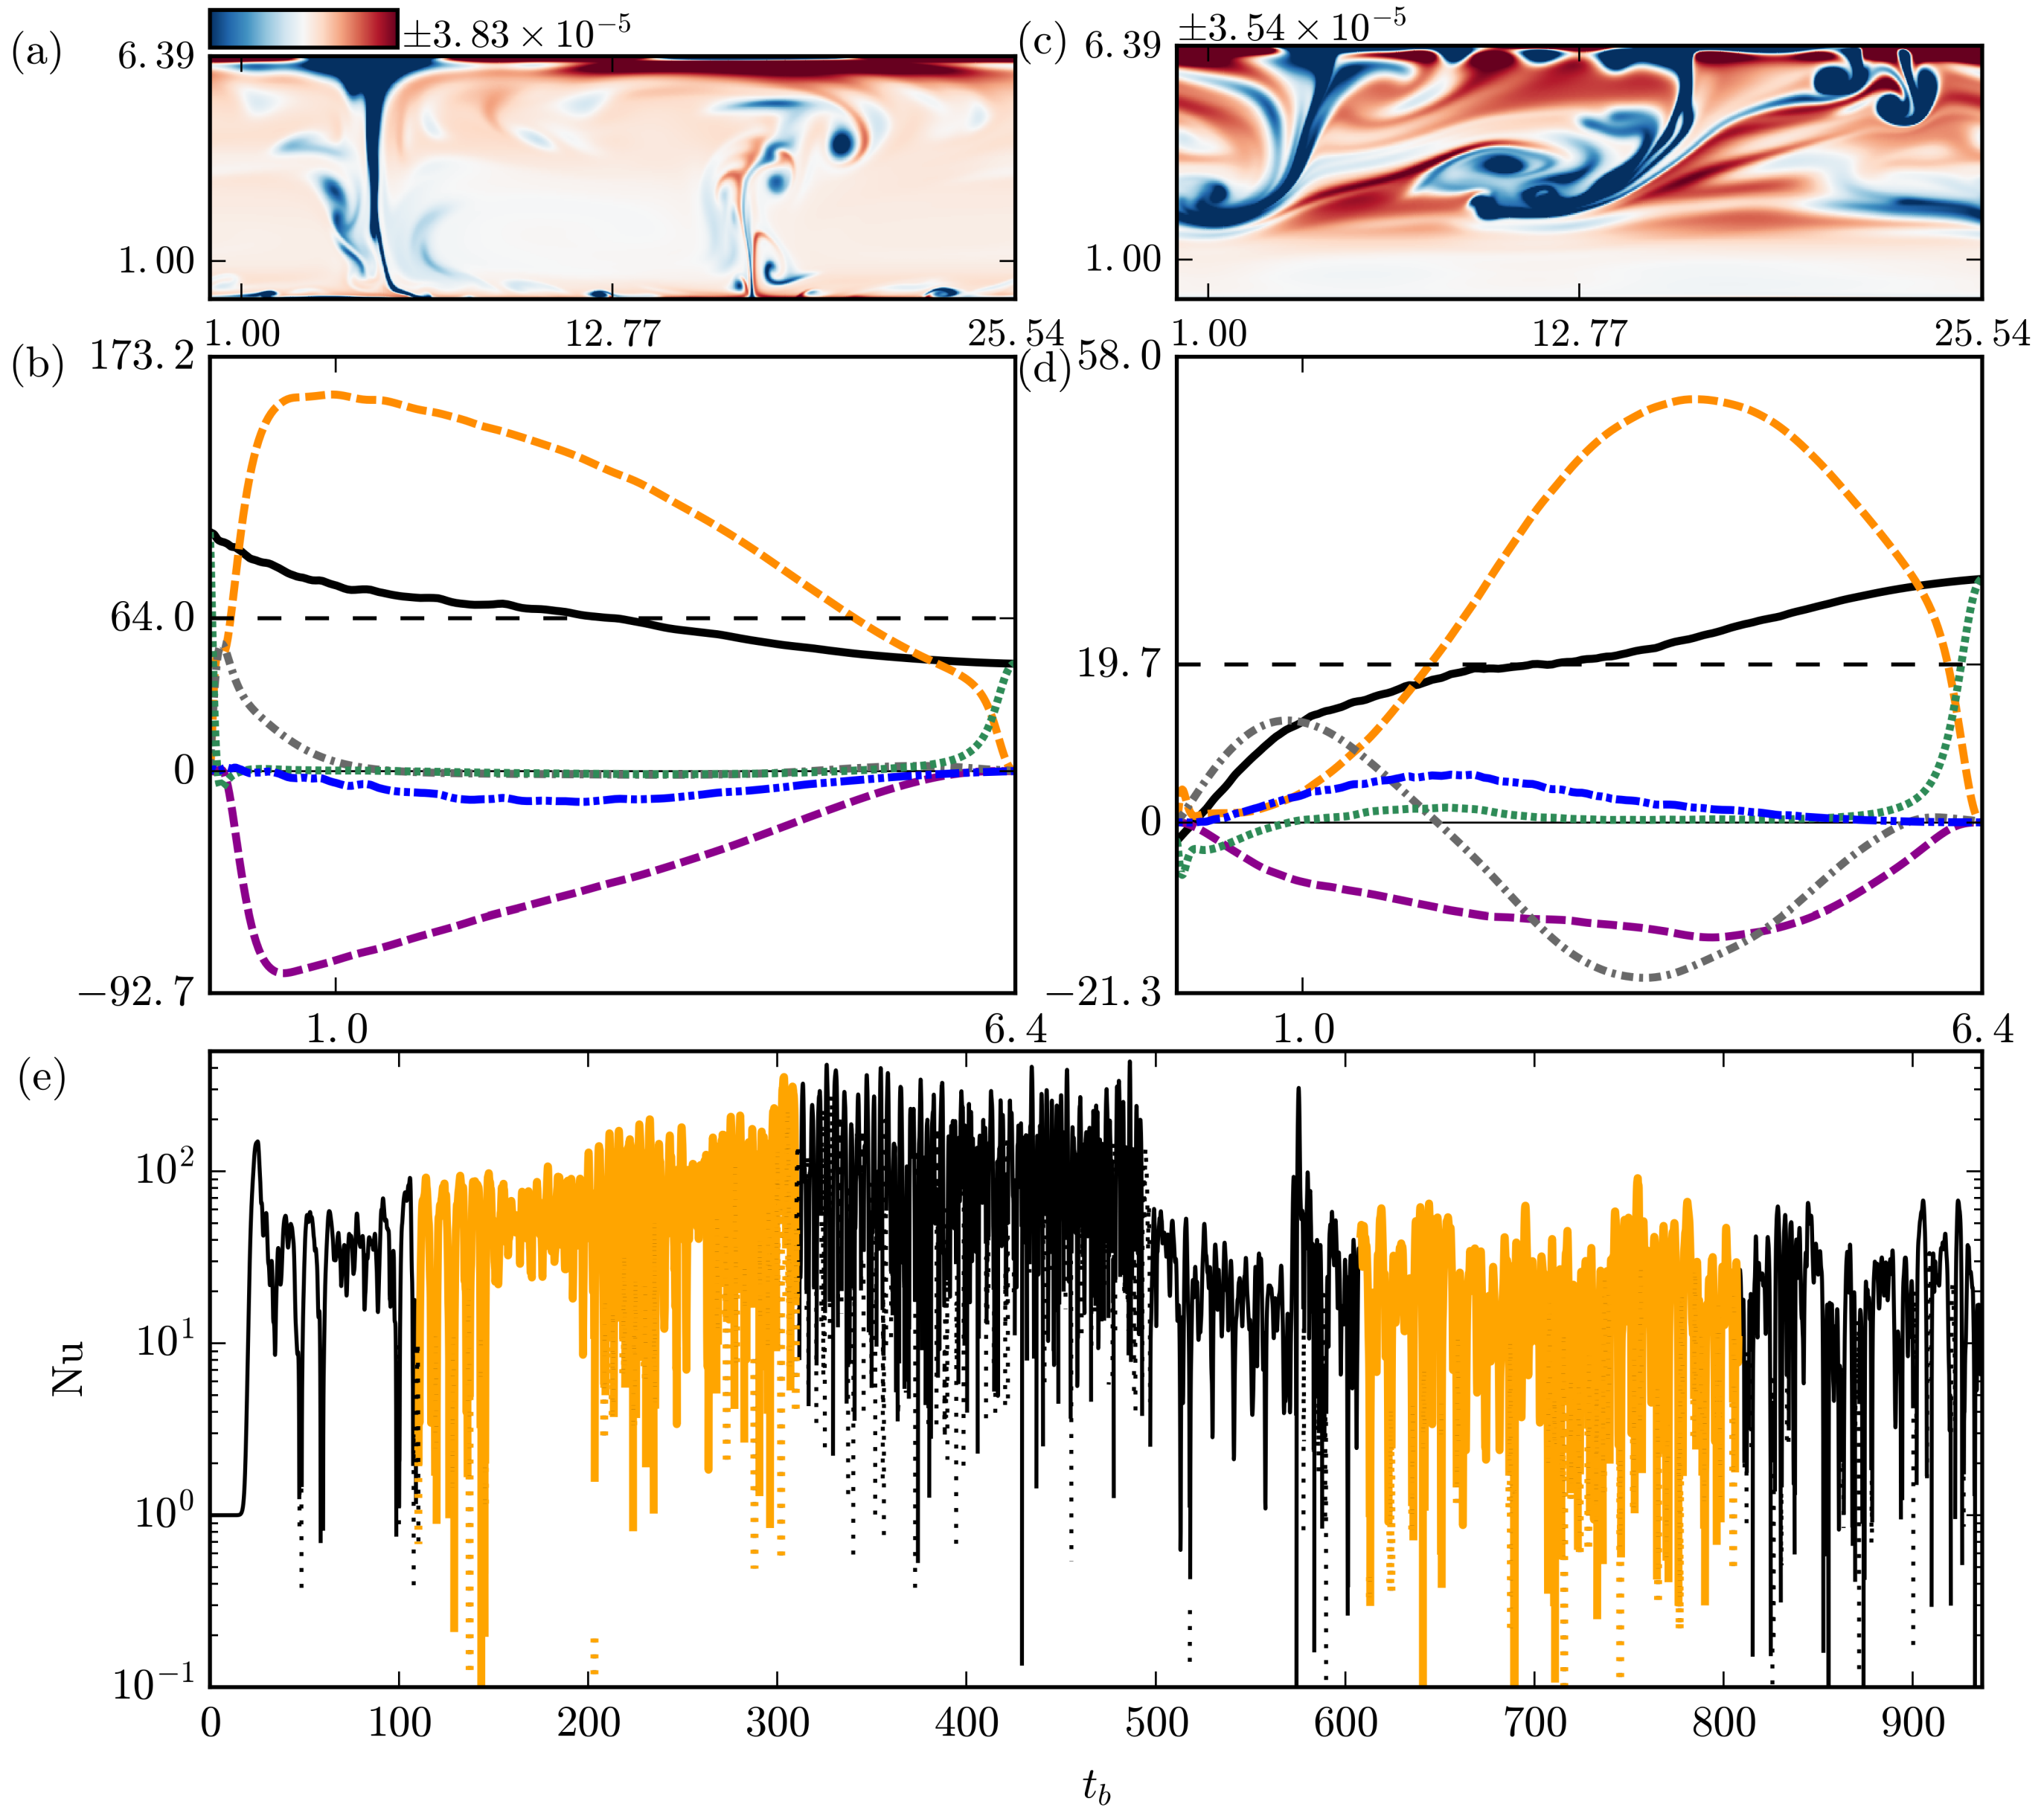 (a)
±3.83 × 10⁻⁵
6.39
1.00
1.00 12.77 25.54
(c)
±3.54 × 10⁻⁵
6.39
1.00
1.00 12.77 25.54
(b)
173.2
64.0
0
−92.7
1.0 6.4
(d)
58.0
19.7
0
−21.3
1.0 6.4
(e)
Nu
10²
10¹
10⁰
10⁻¹
0 100 200 300 400 500 600 700 800 900
t_b